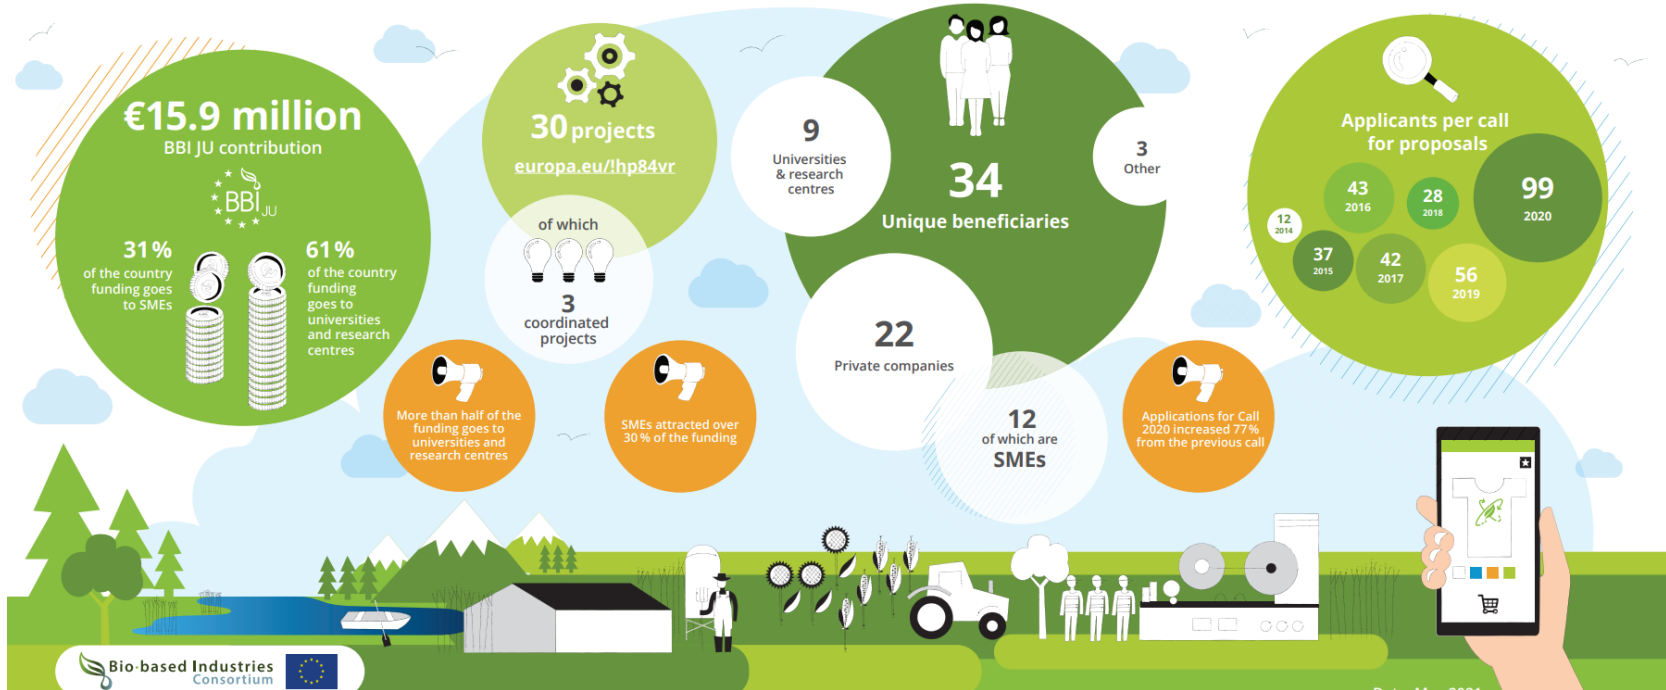 €15.9 million
BBI JU contribution
BBI JU
31%
of the country
funding goes
to SMEs
61%
of the country
funding
goes to
universities
and research
centres
30 projects
europa.eu/!hp84vr
of which
3
coordinated
projects
More than half of the
funding goes to
universities and
research centres
SMEs attracted over
30% of the funding
9
Universities
& research
centres
34
Unique beneficiaries
3
Other
22
Private companies
12
of which are
SMEs
Applications for Call
2020 increased 77%
from the previous call
Applicants per call
for proposals
12
2014
43
2016
28
2018
99
2020
37
2015
42
2017
56
2019
Bio-based Industries
Consortium